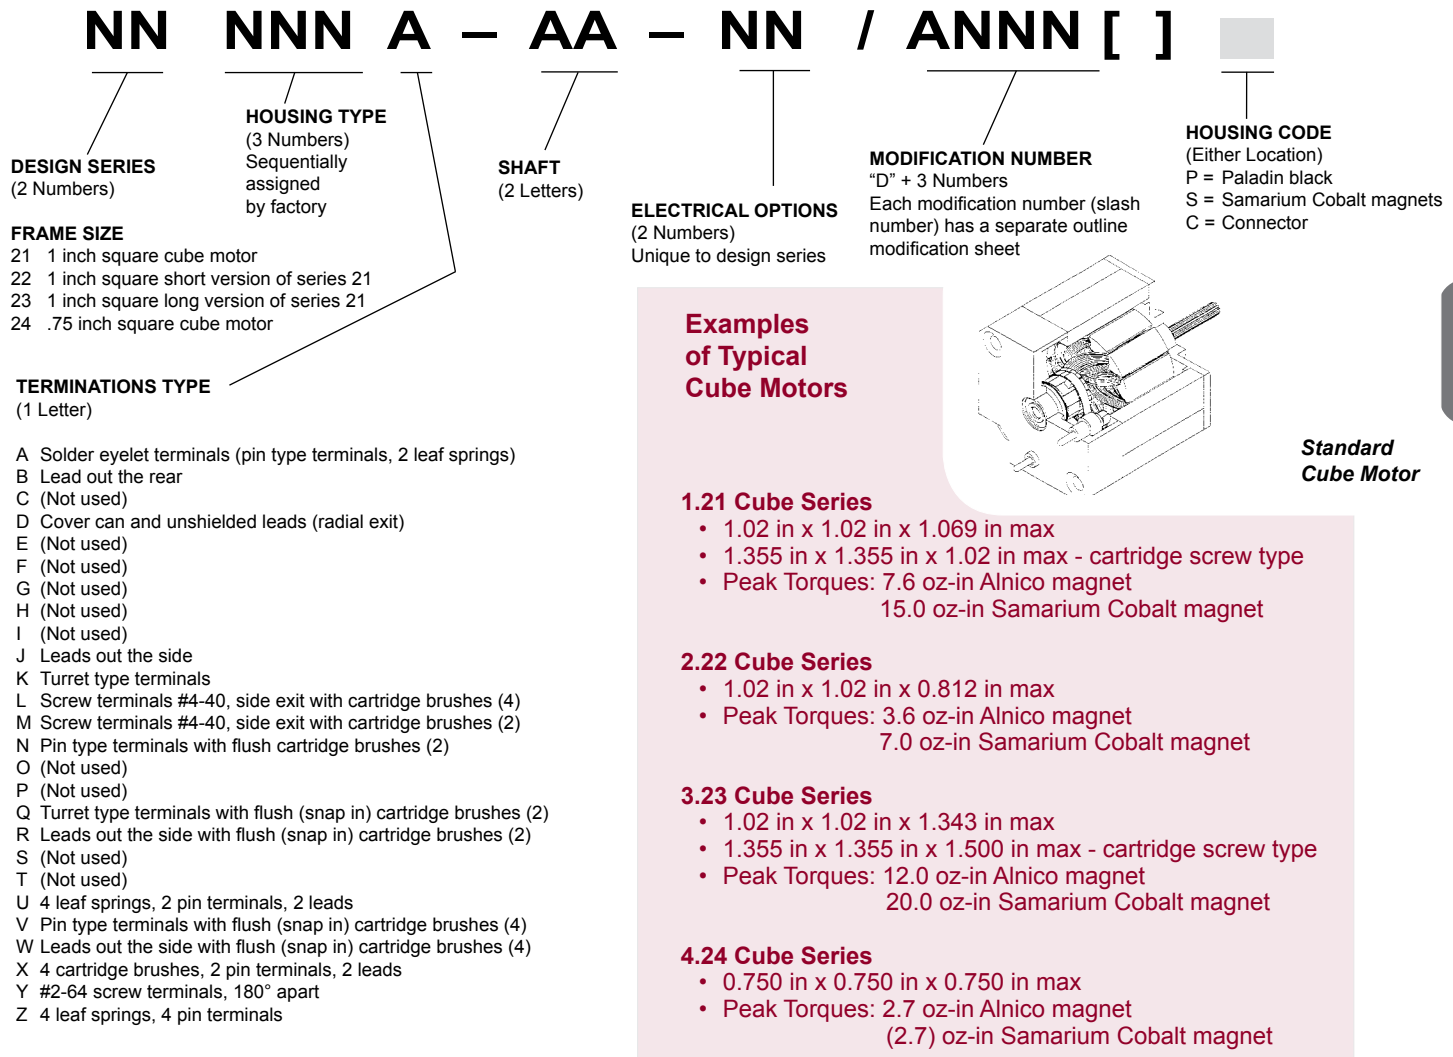 NN NNN A – AA – NN / ANNN [ ]
DESIGN SERIES
(2 Numbers)
HOUSING TYPE
(3 Numbers)
Sequentially
assigned
by factory
SHAFT
(2 Letters)
ELECTRICAL OPTIONS
(2 Numbers)
Unique to design series
MODIFICATION NUMBER
“D” + 3 Numbers
Each modification number (slash
number) has a separate outline
modification sheet
HOUSING CODE
(Either Location)
P = Paladin black
S = Samarium Cobalt magnets
C = Connector
FRAME SIZE
21 1 inch square cube motor
22 1 inch square short version of series 21
23 1 inch square long version of series 21
24 .75 inch square cube motor
TERMINATIONS TYPE
(1 Letter)
A Solder eyelet terminals (pin type terminals, 2 leaf springs)
B Lead out the rear
C (Not used)
D Cover can and unshielded leads (radial exit)
E (Not used)
F (Not used)
G (Not used)
H (Not used)
I (Not used)
J Leads out the side
K Turret type terminals
L Screw terminals #4-40, side exit with cartridge brushes (4)
M Screw terminals #4-40, side exit with cartridge brushes (2)
N Pin type terminals with flush cartridge brushes (2)
O (Not used)
P (Not used)
Q Turret type terminals with flush (snap in) cartridge brushes (2)
R Leads out the side with flush (snap in) cartridge brushes (2)
S (Not used)
T (Not used)
U 4 leaf springs, 2 pin terminals, 2 leads
V Pin type terminals with flush (snap in) cartridge brushes (4)
W Leads out the side with flush (snap in) cartridge brushes (4)
X 4 cartridge brushes, 2 pin terminals, 2 leads
Y #2-64 screw terminals, 180° apart
Z 4 leaf springs, 4 pin terminals
Examples
of Typical
Cube Motors
Standard
Cube Motor
1.21 Cube Series
• 1.02 in x 1.02 in x 1.069 in max
• 1.355 in x 1.355 in x 1.02 in max - cartridge screw type
• Peak Torques: 7.6 oz-in Alnico magnet
15.0 oz-in Samarium Cobalt magnet
2.22 Cube Series
• 1.02 in x 1.02 in x 0.812 in max
• Peak Torques: 3.6 oz-in Alnico magnet
7.0 oz-in Samarium Cobalt magnet
3.23 Cube Series
• 1.02 in x 1.02 in x 1.343 in max
• 1.355 in x 1.355 in x 1.500 in max - cartridge screw type
• Peak Torques: 12.0 oz-in Alnico magnet
20.0 oz-in Samarium Cobalt magnet
4.24 Cube Series
• 0.750 in x 0.750 in x 0.750 in max
• Peak Torques: 2.7 oz-in Alnico magnet
(2.7) oz-in Samarium Cobalt magnet